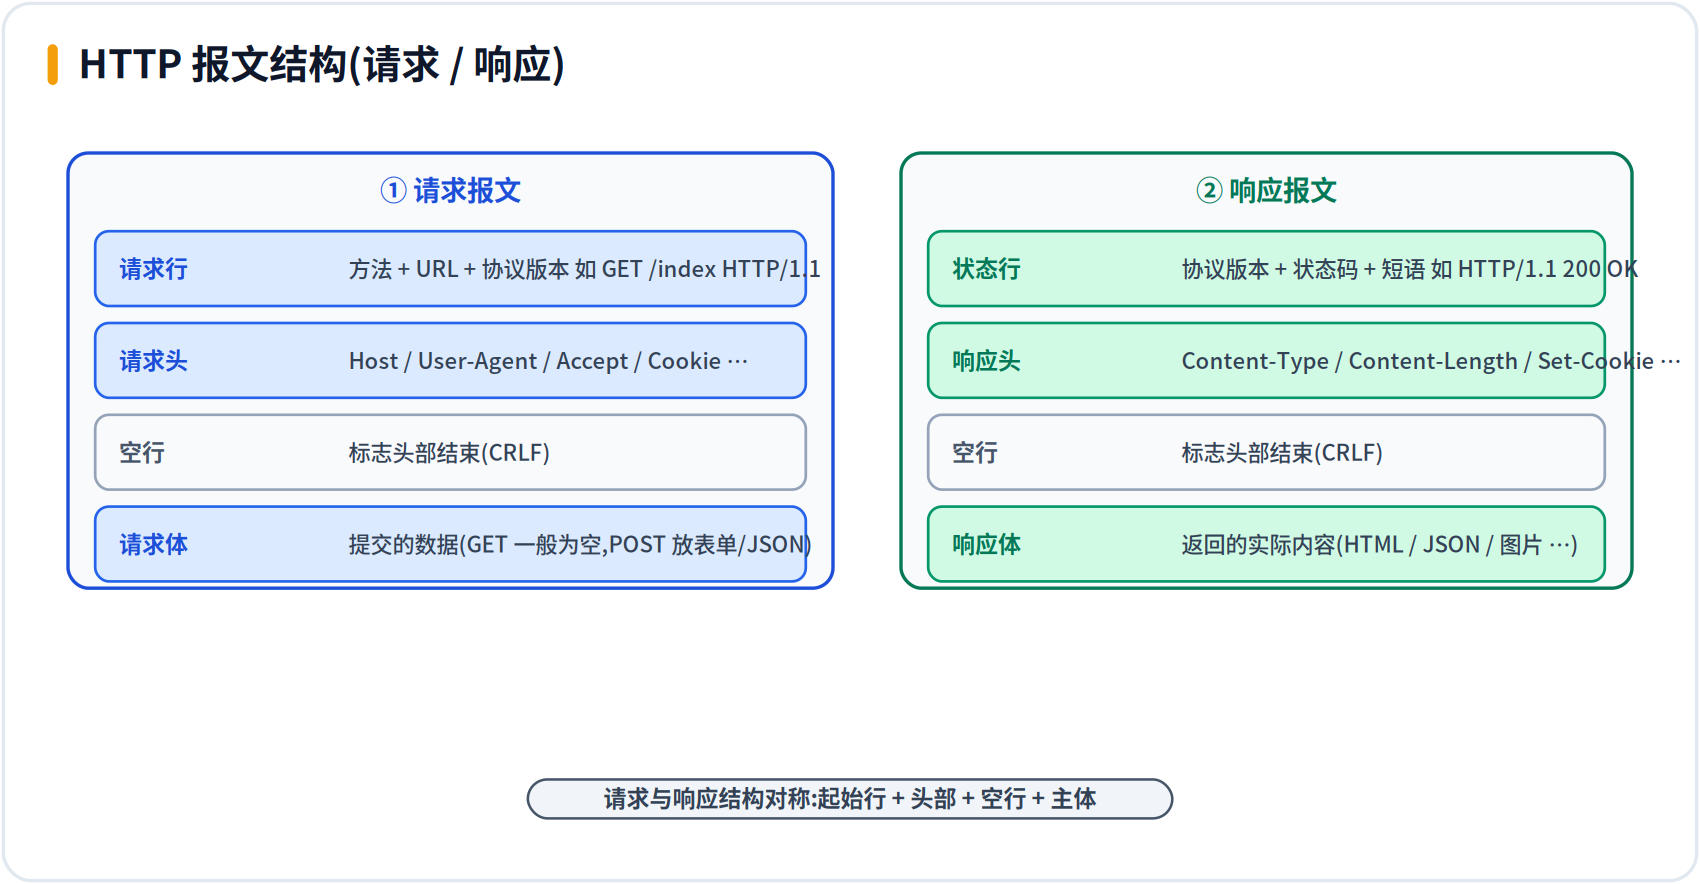 HTTP 报文结构(请求 / 响应)
① 请求报文
请求行 方法 + URL + 协议版本 如 GET /index HTTP/1.1
请求头 Host / User-Agent / Accept / Cookie ⋯
空行 标志头部结束(CRLF)
请求体 提交的数据(GET 一般为空,POST 放表单/JSON)
② 响应报文
状态行 协议版本 + 状态码 + 短语 如 HTTP/1.1 200 OK
响应头 Content-Type / Content-Length / Set-Cookie ⋯
空行 标志头部结束(CRLF)
响应体 返回的实际内容(HTML / JSON / 图片 ⋯)
请求与响应结构对称:起始行 + 头部 + 空行 + 主体